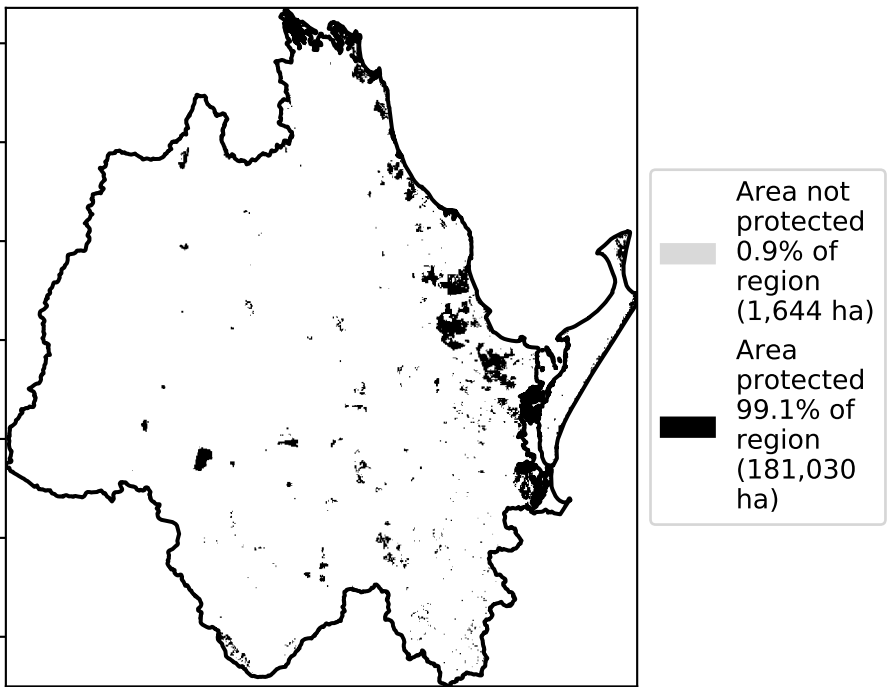 Area not
protected
0.9% of
region
(1,644 ha)
Area
protected
99.1% of
region
(181,030
ha)